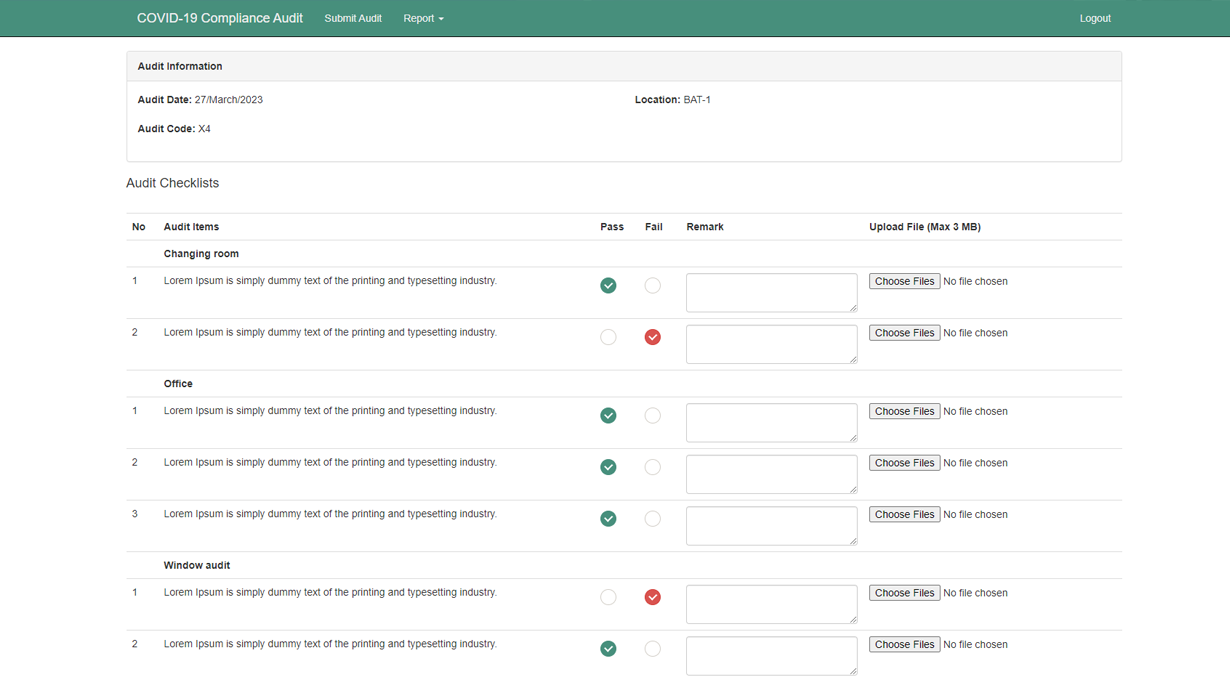 COVID-19 Compliance Audit Submit Audit Report Logout
Audit Information
Audit Date: 27/March/2023 Location: BAT-1
Audit Code: X4
Audit Checklists
No Audit Items Pass Fail Remark Upload File (Max 3 MB)
Changing room
1 Lorem Ipsum is simply dummy text of the printing and typesetting industry. Choose Files No file chosen
2 Lorem Ipsum is simply dummy text of the printing and typesetting industry. Choose Files No file chosen
Office
1 Lorem Ipsum is simply dummy text of the printing and typesetting industry. Choose Files No file chosen
2 Lorem Ipsum is simply dummy text of the printing and typesetting industry. Choose Files No file chosen
3 Lorem Ipsum is simply dummy text of the printing and typesetting industry. Choose Files No file chosen
Window audit
1 Lorem Ipsum is simply dummy text of the printing and typesetting industry. Choose Files No file chosen
2 Lorem Ipsum is simply dummy text of the printing and typesetting industry. Choose Files No file chosen